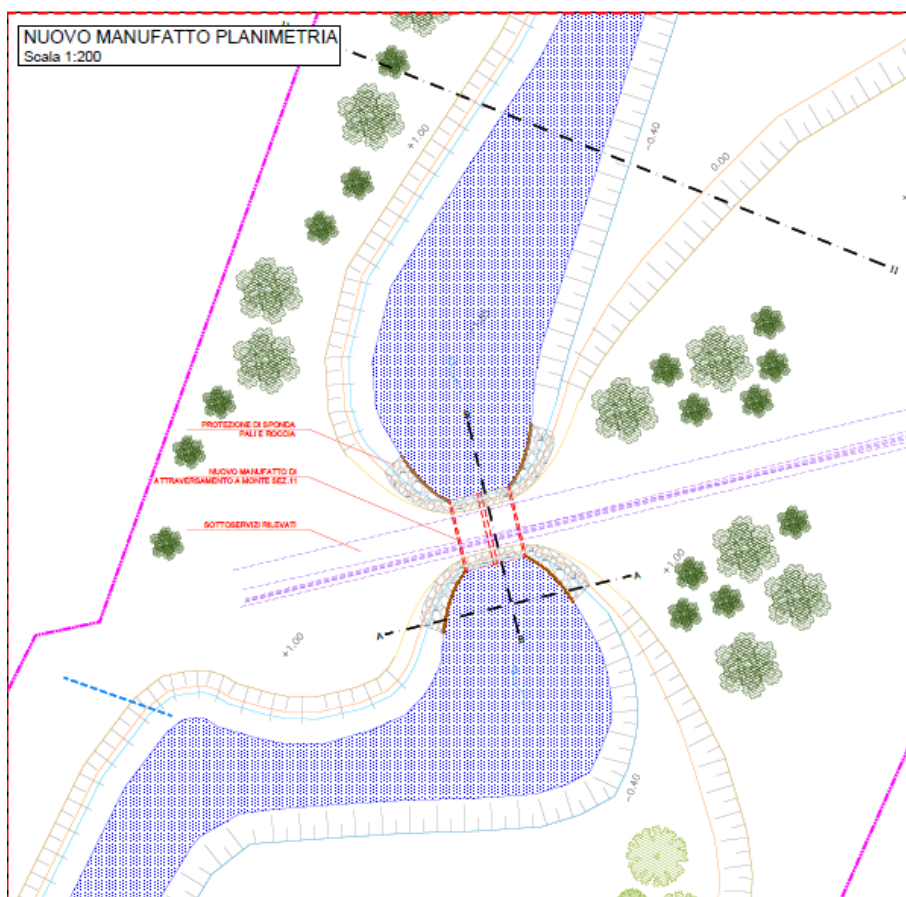 NUOVO MANUFATTO PLANIMETRIA
Scala 1:200
+1.00
-0.40
0.00
11
B
PROTEZIONE DI SPONDA
PALI E ROCCIA
NUOVO MANUFATTO DI
ATTRAVERSAMENTO A MONTE SEZ.11
SOTTOSERVIZI RILEVATI
+1.00
A
A
B
+1.00
-0.40